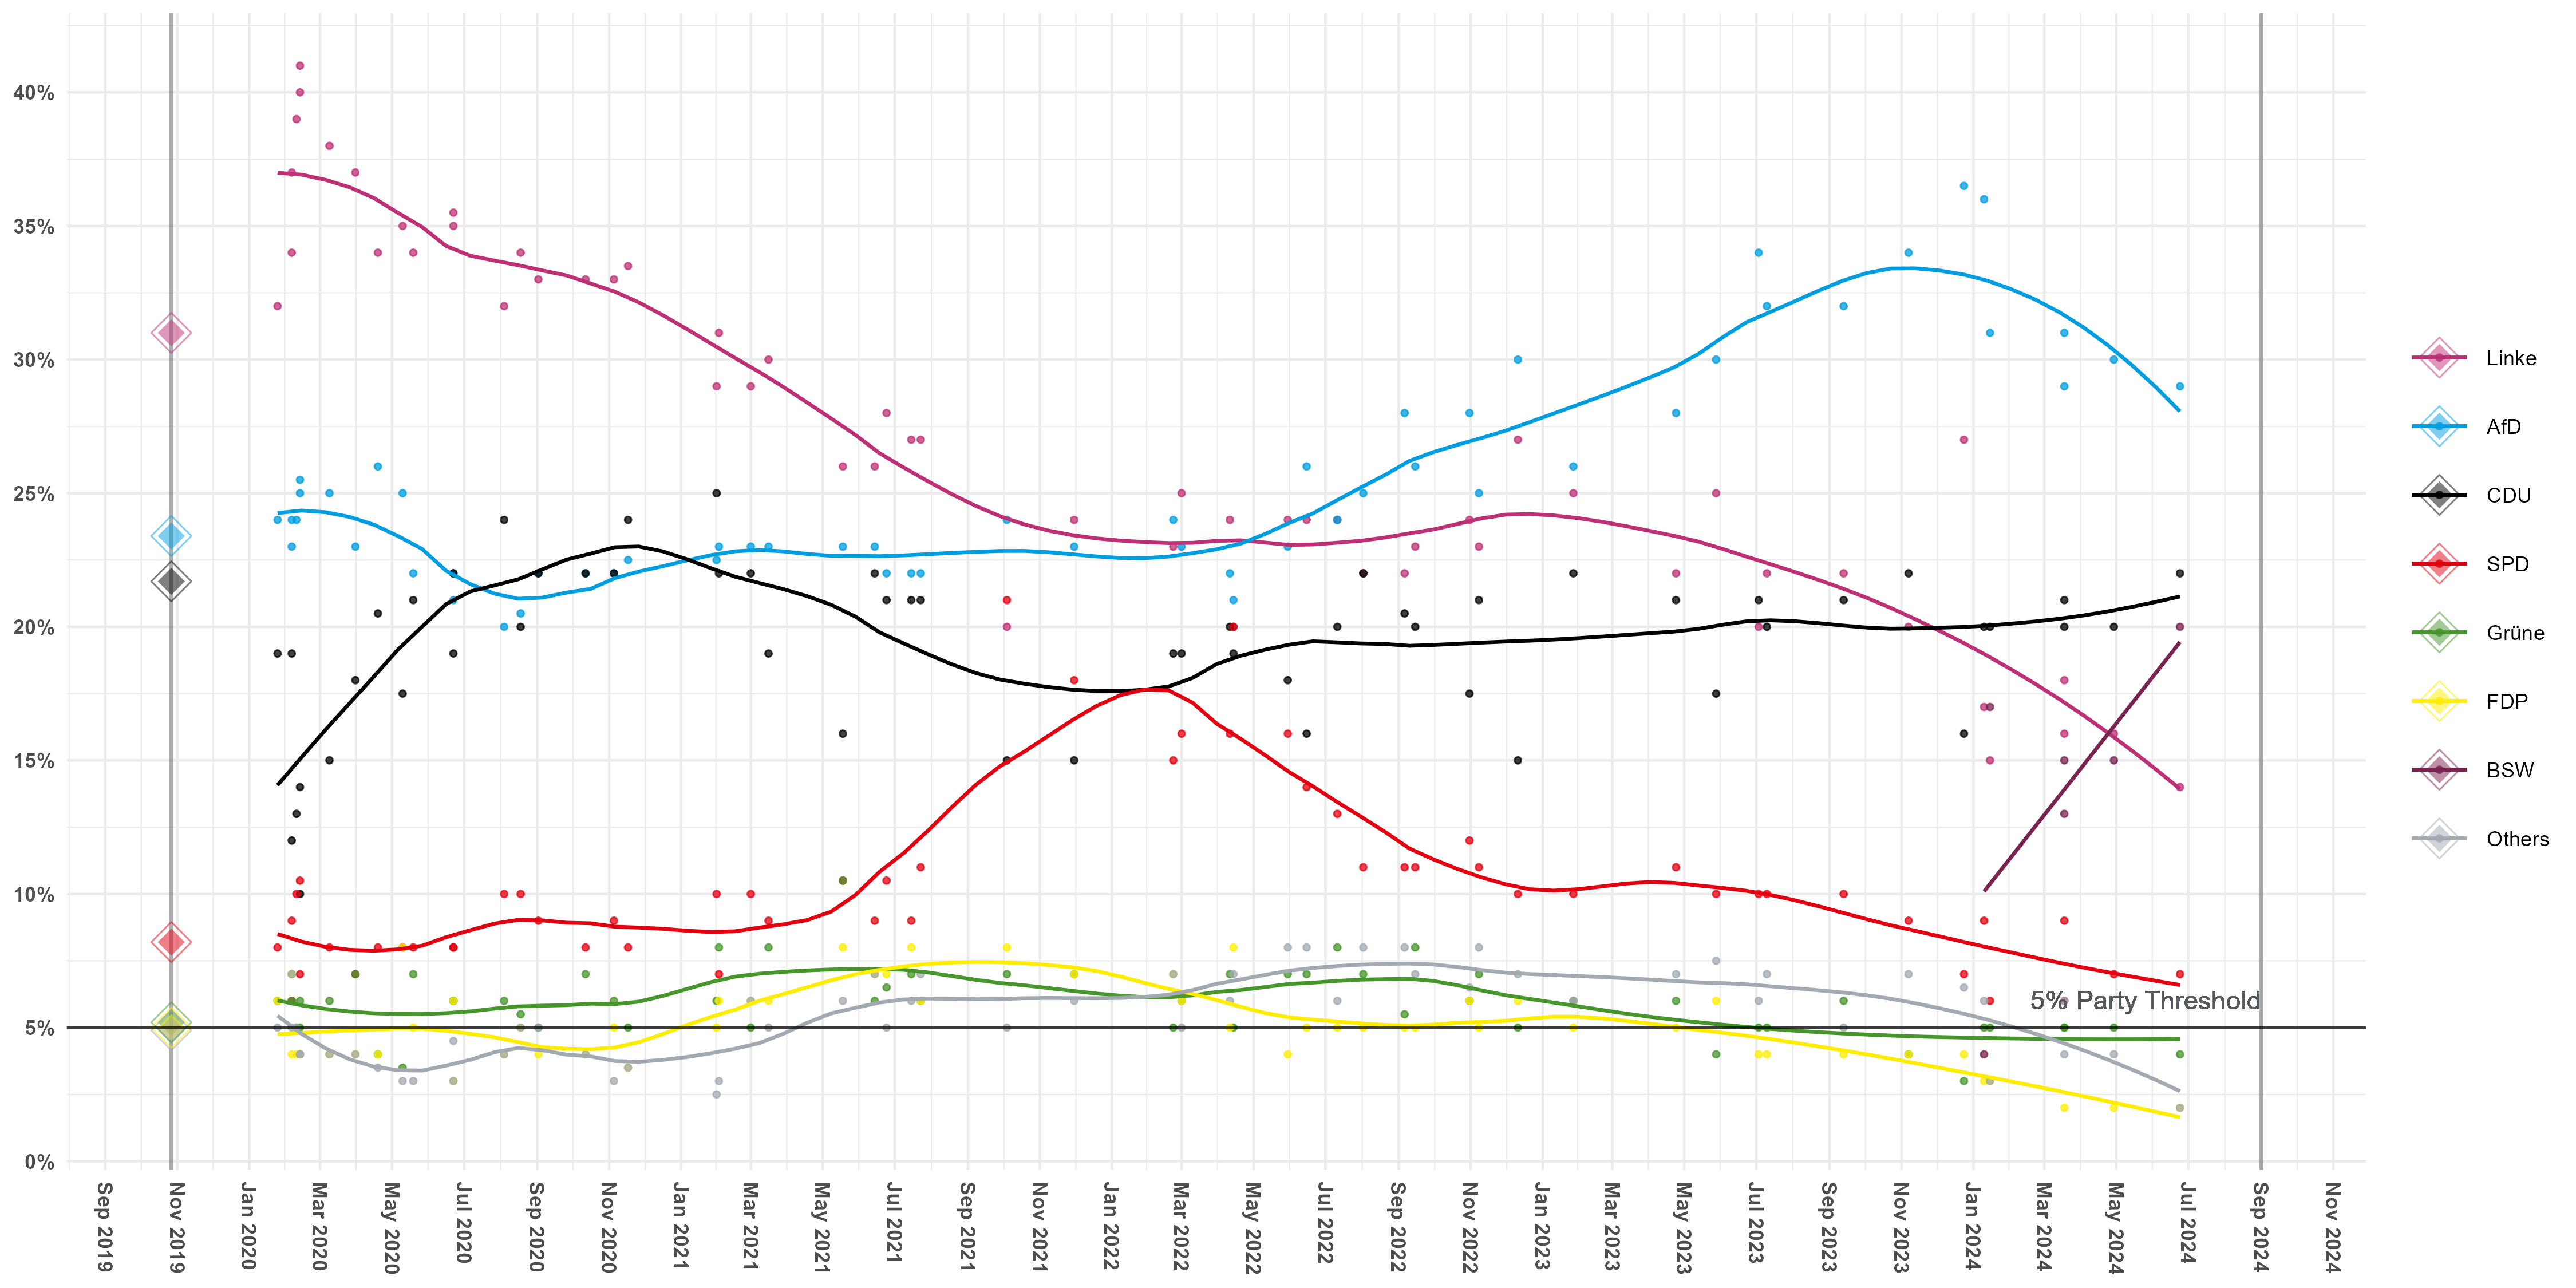 40%
35%
30%
25%
20%
15%
10%
5%
0%
5% Party Threshold
Sep 2019
Nov 2019
Jan 2020
Mar 2020
May 2020
Jul 2020
Sep 2020
Nov 2020
Jan 2021
Mar 2021
May 2021
Jul 2021
Sep 2021
Nov 2021
Jan 2022
Mar 2022
May 2022
Jul 2022
Sep 2022
Nov 2022
Jan 2023
Mar 2023
May 2023
Jul 2023
Sep 2023
Nov 2023
Jan 2024
Mar 2024
May 2024
Jul 2024
Sep 2024
Nov 2024
Linke
AfD
CDU
SPD
Grüne
FDP
BSW
Others